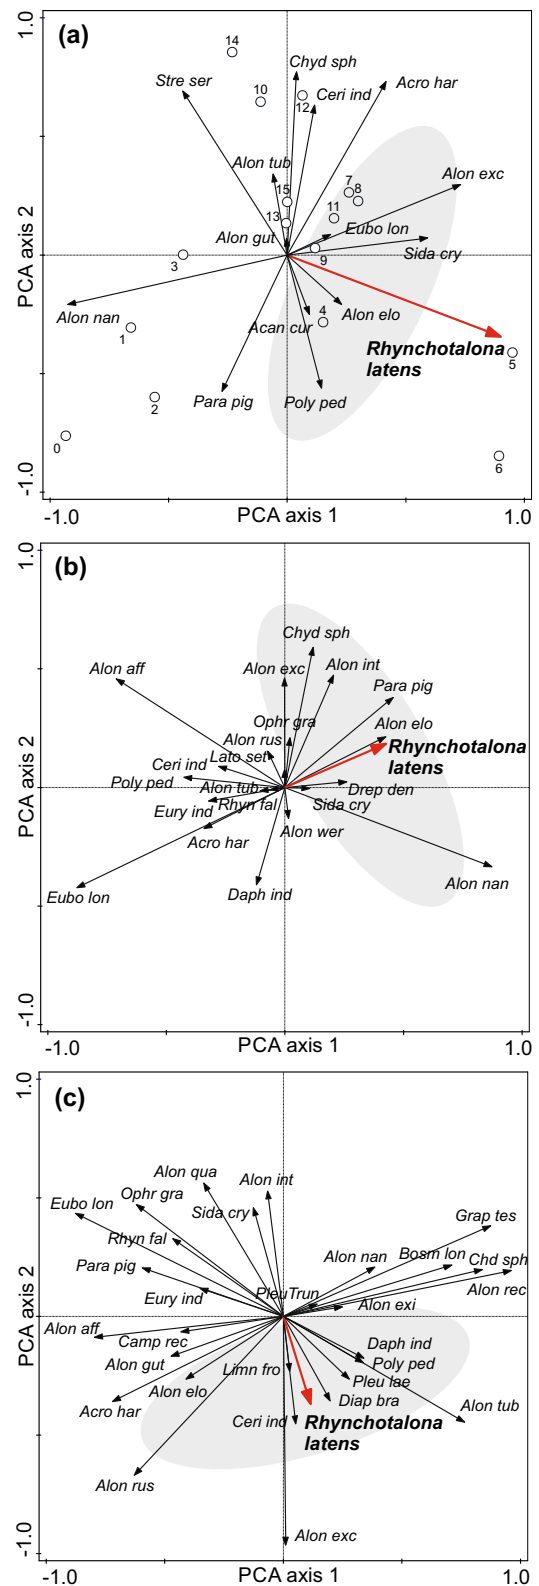 (a)
1.0
14
Chyd sph
Stre ser
Acro har
10
12
Ceri ind
Alon tub
Alon exc
7
8
15
11
13
Eubo lon
Alon gut
Sida cry
9
3
PCA axis 2
Alon nan
Alon elo
4
Acan cur
1
Rhynchotalona
latens
5
2
Para pig
Poly ped
0
6
-1.0
-1.0
PCA axis 1
1.0
(b)
1.0
Chyd sph
Alon aff
Alon exc
Alon int
Para pig
Ophr gra
Alon elo
Alon rus
Rhynchotalona
latens
Lato set
Ceri ind
Poly ped
Alon tub
Drep den
Rhyn fal
Sida cry
Eury ind
Alon wer
Acro har
PCA axis 2
Alon nan
Eubo lon
Daph ind
-1.0
-1.0
PCA axis 1
1.0
(c)
1.0
Alon qua
Alon int
Ophr gra
Eubo lon
Sida cry
Grap tes
Rhyn fal
Alon nan
Bosm lon
Chd sph
Para pig
Alon rec
Eury ind
PleuTrun
Alon exi
Alon aff
Camp rec
Daph ind
Alon gut
Limn fro
Poly ped
Pleu lae
Alon elo
Diap bra
Alon tub
Acro har
Ceri ind
Rhynchotalona
latens
PCA axis 2
Alon rus
Alon exc
-1.0
-1.0
PCA axis 1
1.0